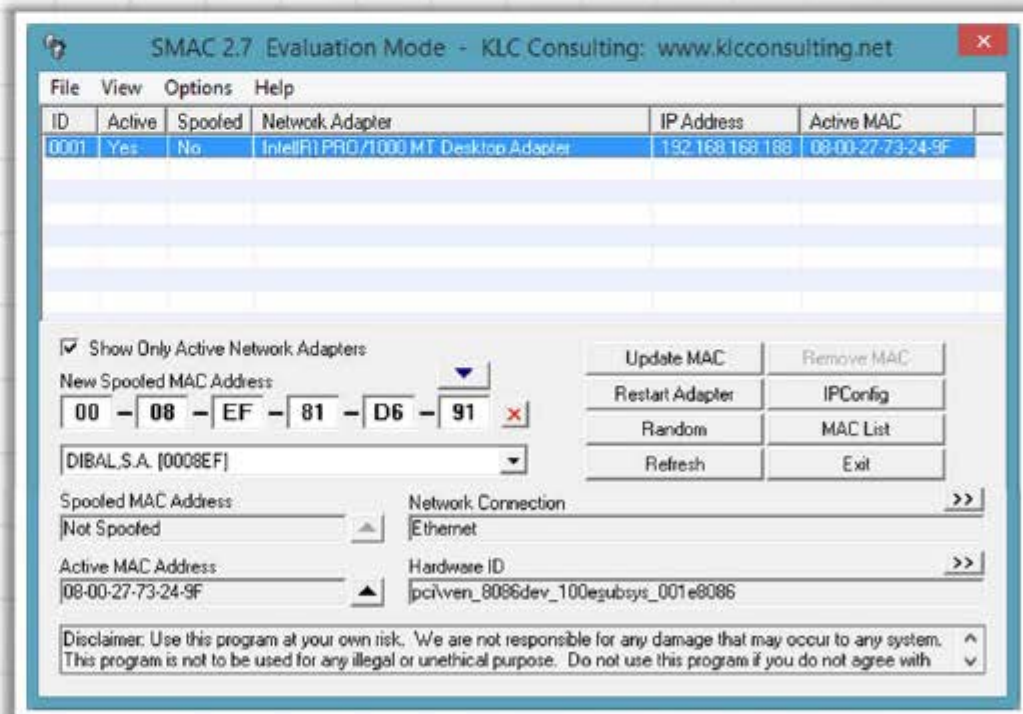 SMAC 2.7 Evaluation Mode - KLC Consulting: www.klcconsulting.net
File View Options Help
ID Active Spoofed Network Adapter IP Address Active MAC
0001 Yes No Intel(R) PRO/1000 MT Desktop Adapter 192.168.168.188 08-00-27-73-24-9F
Show Only Active Network Adapters
New Spoofed MAC Address
00 - 08 - EF - 81 - D6 - 91
DIBAL,S.A. [0008EF]
Update MAC Remove MAC
Restart Adapter IPConfig
Random MAC List
Refresh Exit
Spoofed MAC Address
Not Spoofed
Network Connection >>
Ethernet
Active MAC Address
08-00-27-73-24-9F
Hardware ID >>
pci\ven_8086dev_100esubsys_001e8086
Disclaimer: Use this program at your own risk. We are not responsible for any damage that may occur to any system.
This program is not to be used for any illegal or unethical purpose. Do not use this program if you do not agree with